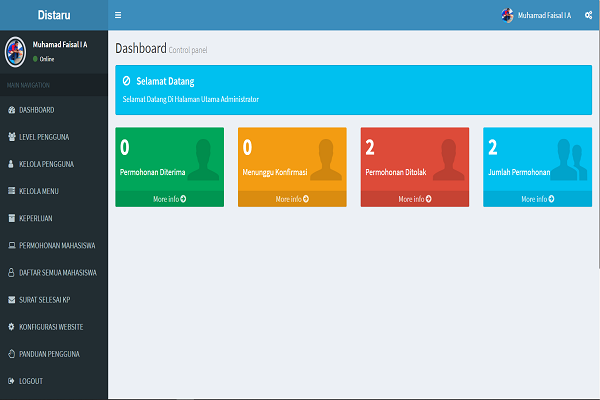 Distaru
Muhamad Faisal I A
Muhamad Faisal I A
Online
MAIN NAVIGATION
DASHBOARD
LEVEL PENGGUNA
KELOLA PENGGUNA
KELOLA MENU
KEPERLUAN
PERMOHONAN MAHASISWA
DAFTAR SEMUA MAHASISWA
SURAT SELESAI KP
KONFIGURASI WEBSITE
PANDUAN PENGGUNA
LOGOUT
Dashboard Control panel
Selamat Datang
Selamat Datang Di Halaman Utama Administrator
0
Permohonan Diterima
More info
0
Menunggu Konfirmasi
More info
2
Permohonan Ditolak
More info
2
Jumlah Permohonan
More info